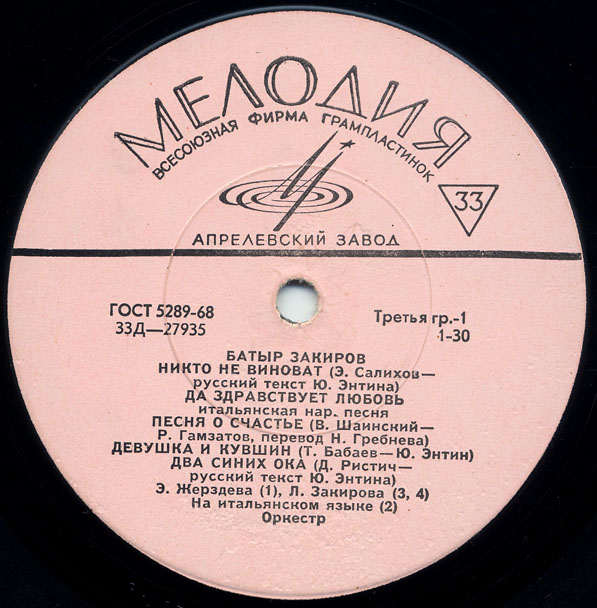 МЕЛОДИЯ
ВСЕСОЮЗНАЯ ФИРМА ГРАМПЛАСТИНОК
33
АПРЕЛЕВСКИЙ ЗАВОД
ГОСТ 5289-68
33Д—27935
Третья гр.-1
1-30
БАТЫР ЗАКИРОВ
НИКТО НЕ ВИНОВАТ (Э. Салихов—
русский текст Ю. Энтина)
ДА ЗДРАВСТВУЕТ ЛЮБОВЬ
итальянская нар. песня
ПЕСНЯ О СЧАСТЬЕ (В. Шаинский—
Р. Гамзатов, перевод Н. Гребнева)
ДЕВУШКА И КУВШИН (Т. Бабаев—Ю. Энтин)
ДВА СИНИХ ОКА (Д. Ристич—
русский текст Ю. Энтина)
Э. Жерздева (1), Л. Закирова (3, 4)
На итальянском языке (2)
Оркестр